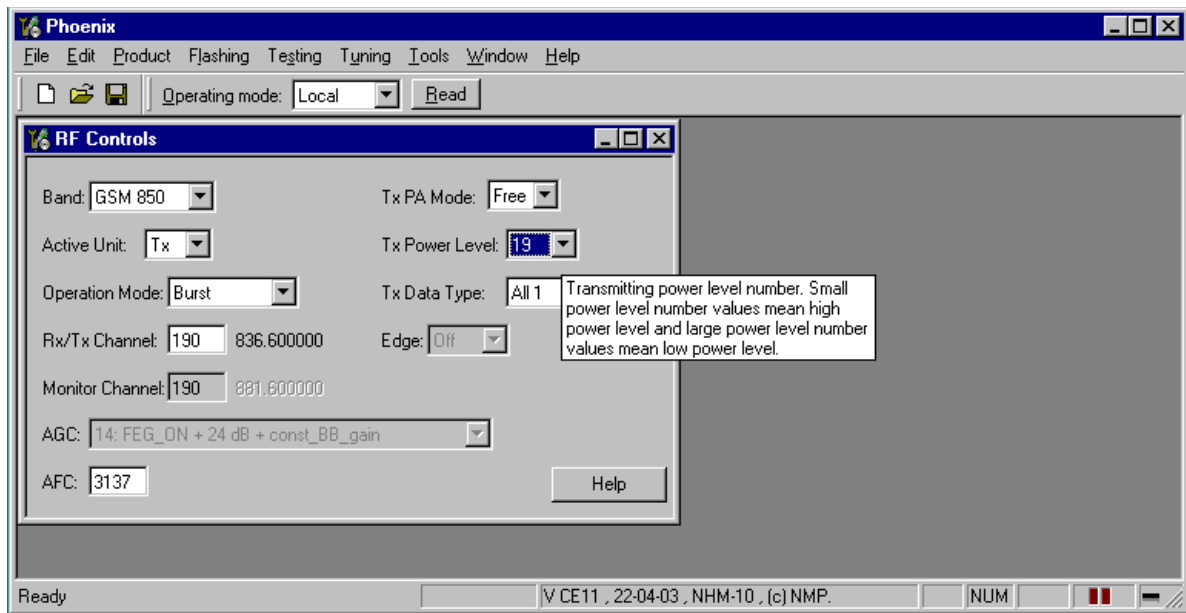 Phoenix
File Edit Product Flashing Testing Tuning Tools Window Help
Operating mode: Local Read
RF Controls
Band: GSM 850 Tx PA Mode: Free
Active Unit: Tx Tx Power Level: 19
Operation Mode: Burst Tx Data Type: All 1
Transmitting power level number. Small
power level number values mean high
power level and large power level number
values mean low power level.
Rx/Tx Channel: 190 836.600000 Edge: Off
Monitor Channel: 190 881.600000
AGC: 14: FEG_ON + 24 dB + const_BB_gain
AFC: 3137 Help
Ready V CE11 , 22-04-03 , NHM-10 , (c) NMP. NUM